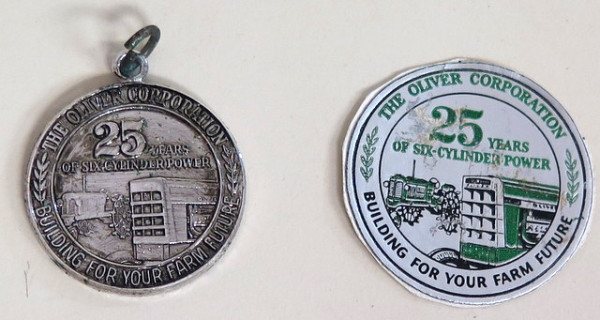 THE OLIVER CORPORATION
25 YEARS
OF SIX-CYLINDER POWER
BUILDING FOR YOUR FARM FUTURE
THE OLIVER CORPORATION
25 YEARS
OF SIX-CYLINDER POWER
BUILDING FOR YOUR FARM FUTURE